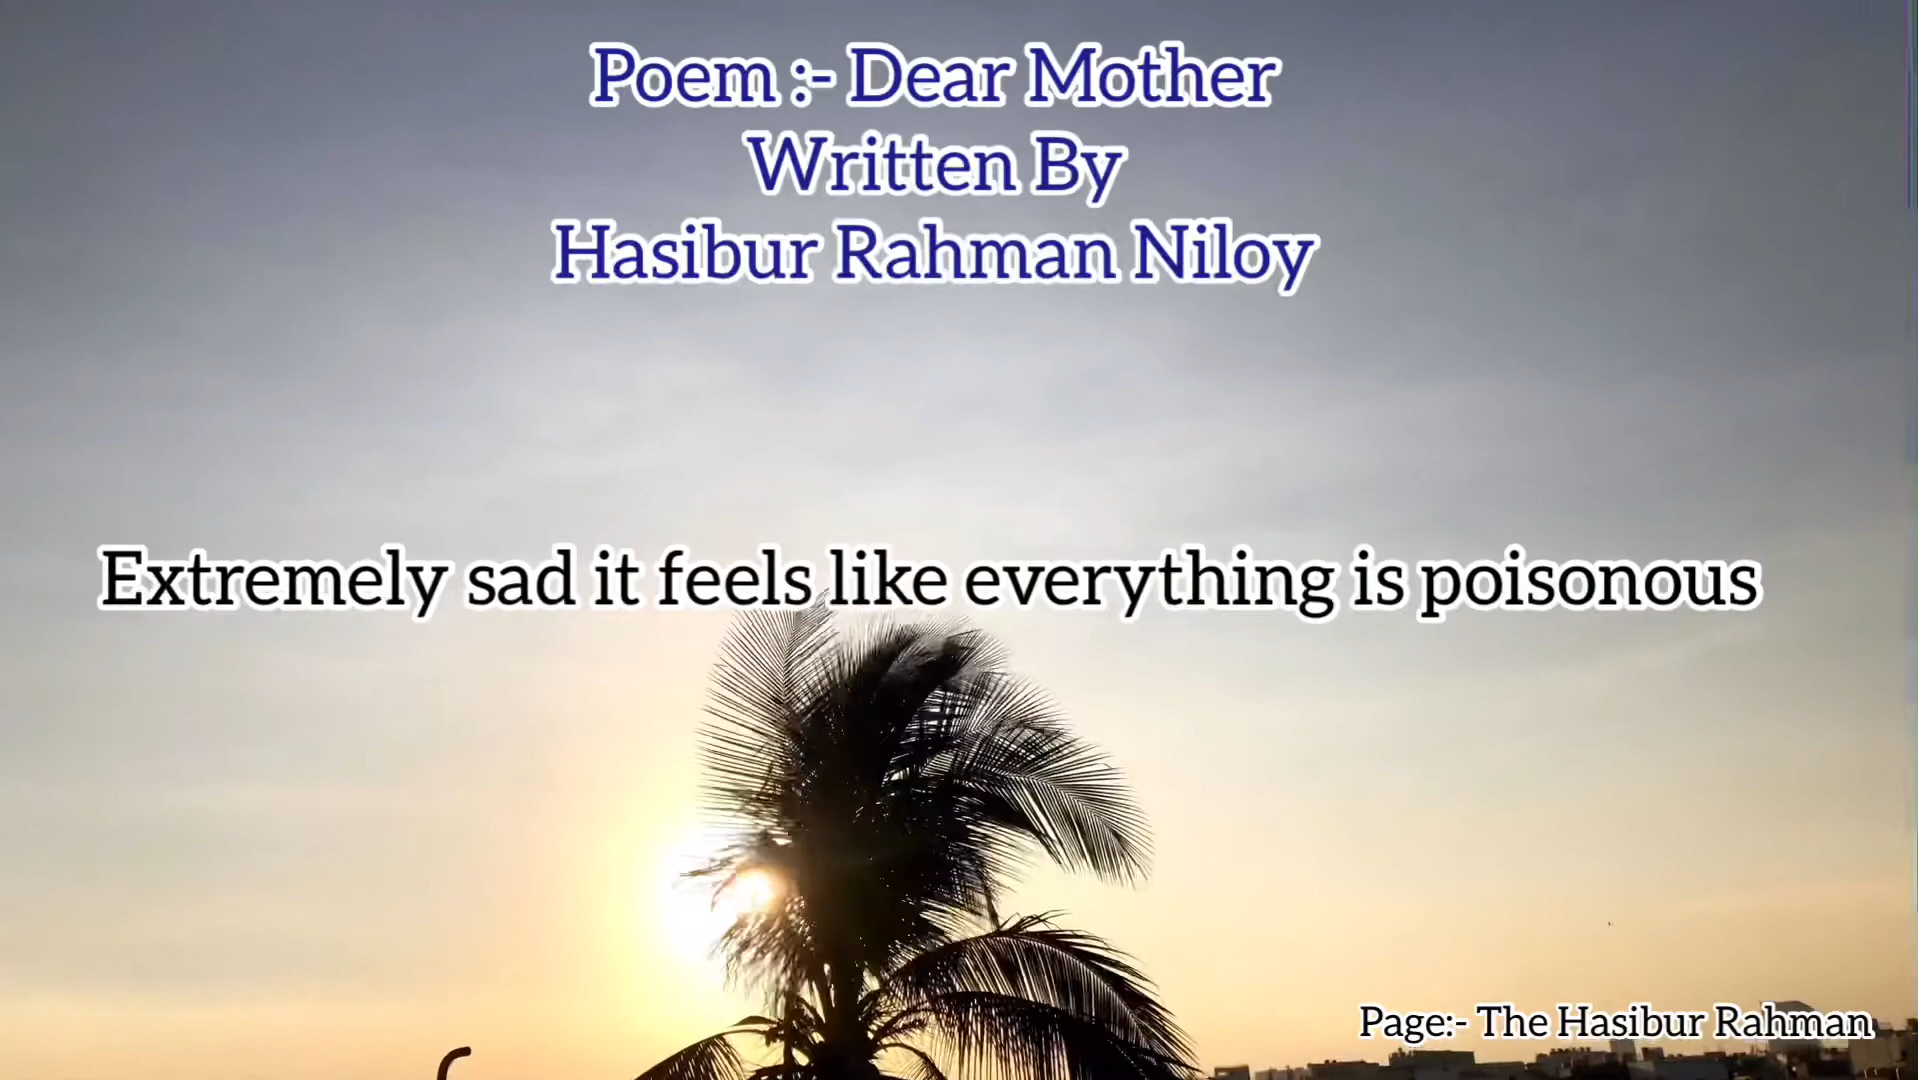 Poem :- Dear Mother
Written By
Hasibur Rahman Niloy
Extremely sad it feels like everything is poisonous
Page:- The Hasibur Rahman